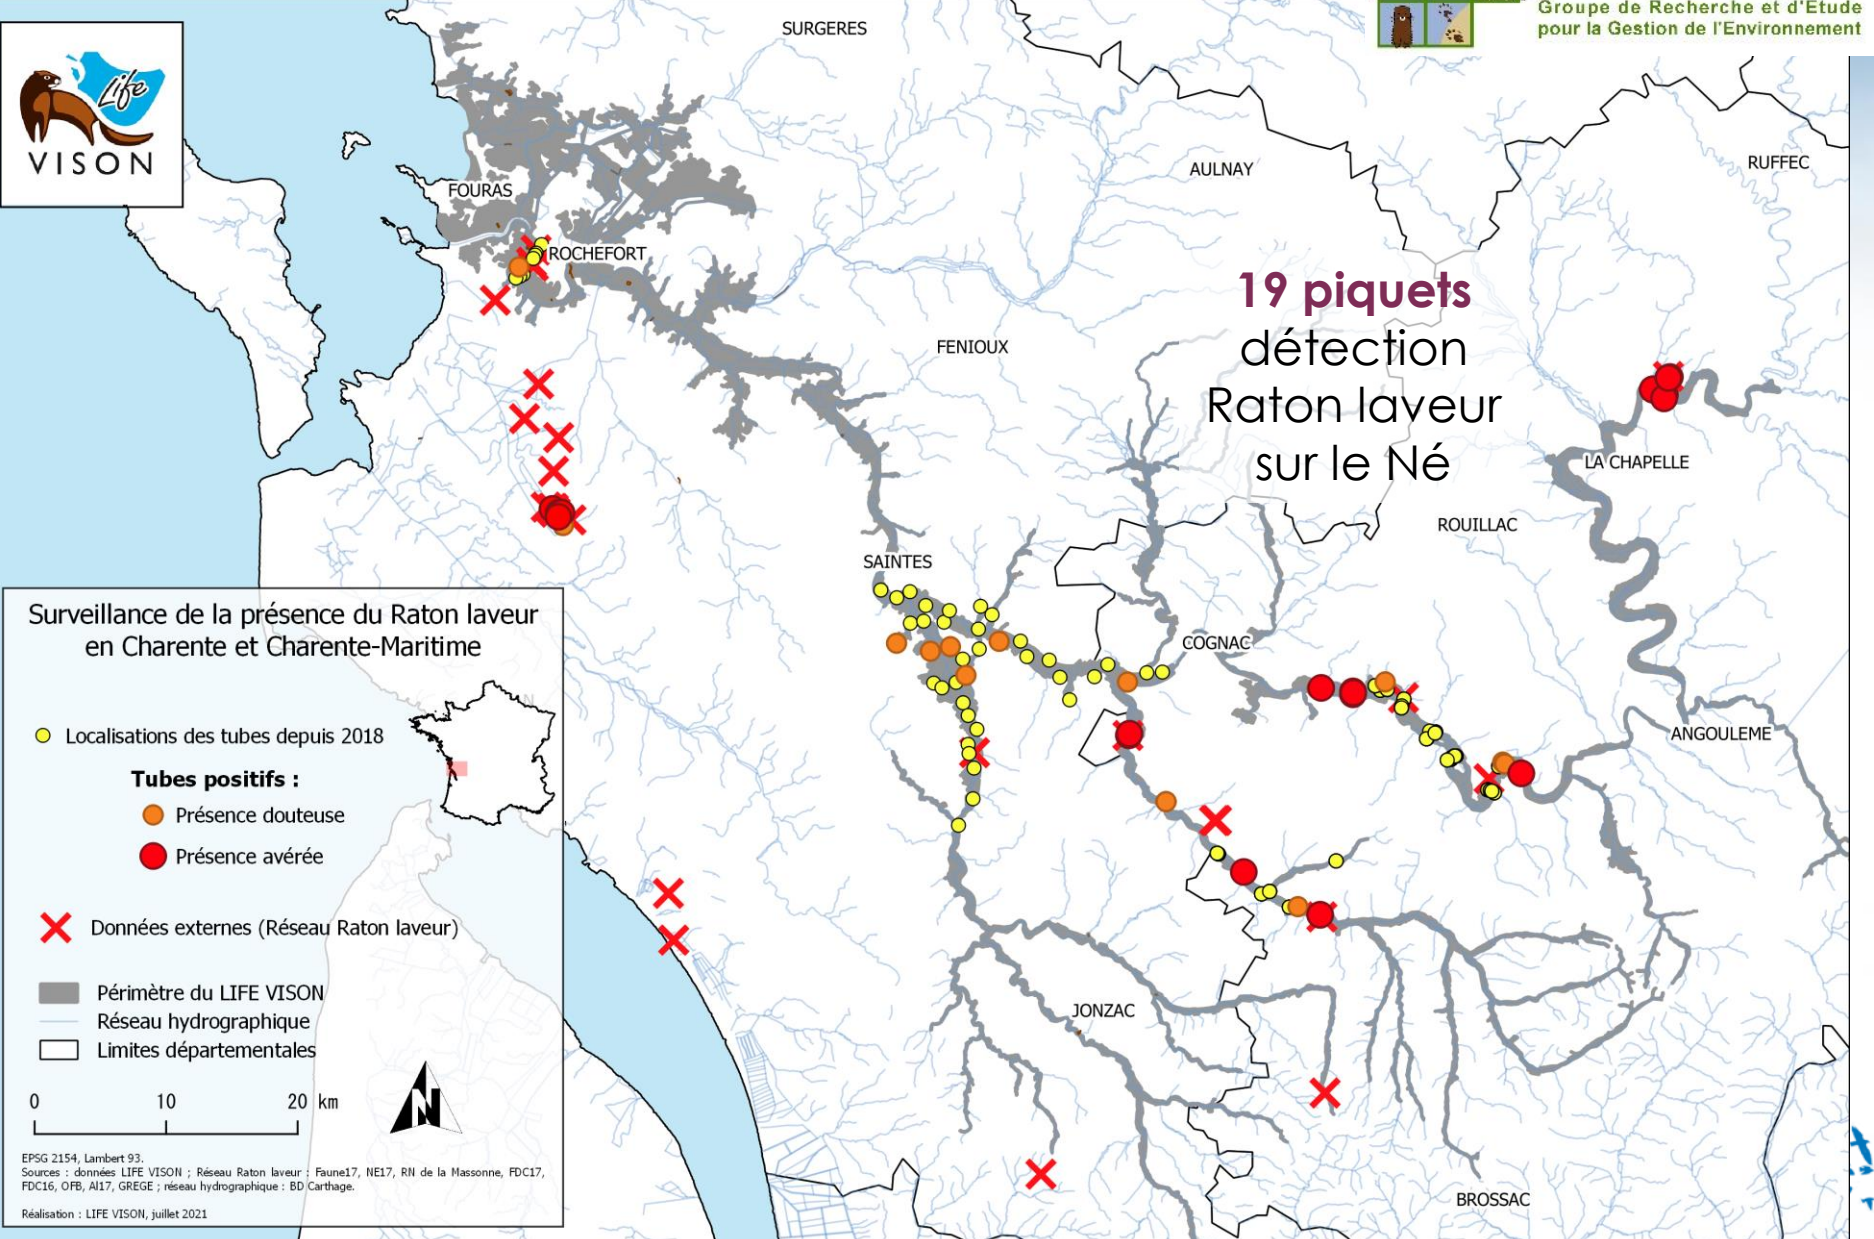 Groupe de Recherche et d'Etude
pour la Gestion de l'Environnement
Life
VISON
SURGERES
AULNAY
RUFFEC
FOURAS
ROCHEFORT
19 piquets
détection
Raton laveur
sur le Né
FENIOUX
LA CHAPELLE
ROUILLAC
SAINTES
COGNAC
ANGOULEME
JONZAC
BROSSAC
Surveillance de la présence du Raton laveur
en Charente et Charente-Maritime
Localisations des tubes depuis 2018
Tubes positifs :
Présence douteuse
Présence avérée
Données externes (Réseau Raton laveur)
Périmètre du LIFE VISON
Réseau hydrographique
Limites départementales
0 10 20 km
N
EPSG 2154, Lambert 93.
Sources : données LIFE VISON ; Réseau Raton laveur : Faune17, NE17, RN de la Massonne, FDC17,
FDC16, OFB, AI17, GREGE ; réseau hydrographique : BD Carthage.
Réalisation : LIFE VISON, juillet 2021